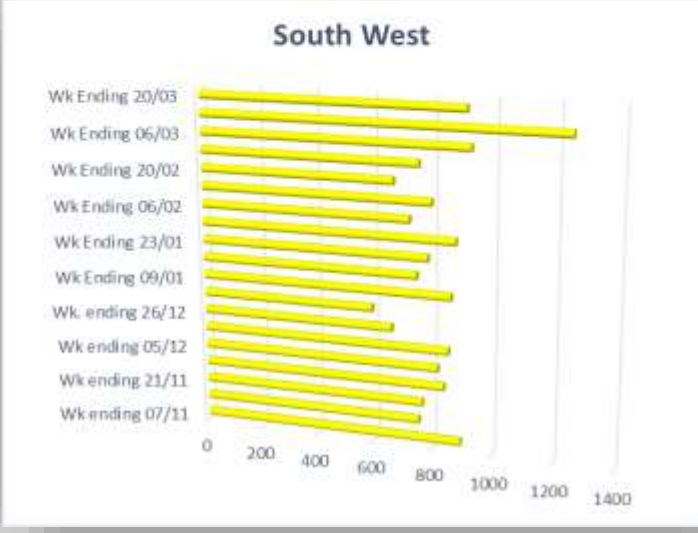 South West
Wk Ending 20/03
Wk Ending 06/03
Wk Ending 20/02
Wk Ending 06/02
Wk Ending 23/01
Wk Ending 09/01
Wk. ending 26/12
Wk ending 05/12
Wk ending 21/11
Wk ending 07/11
0 200 400 600 800 1000 1200 1400